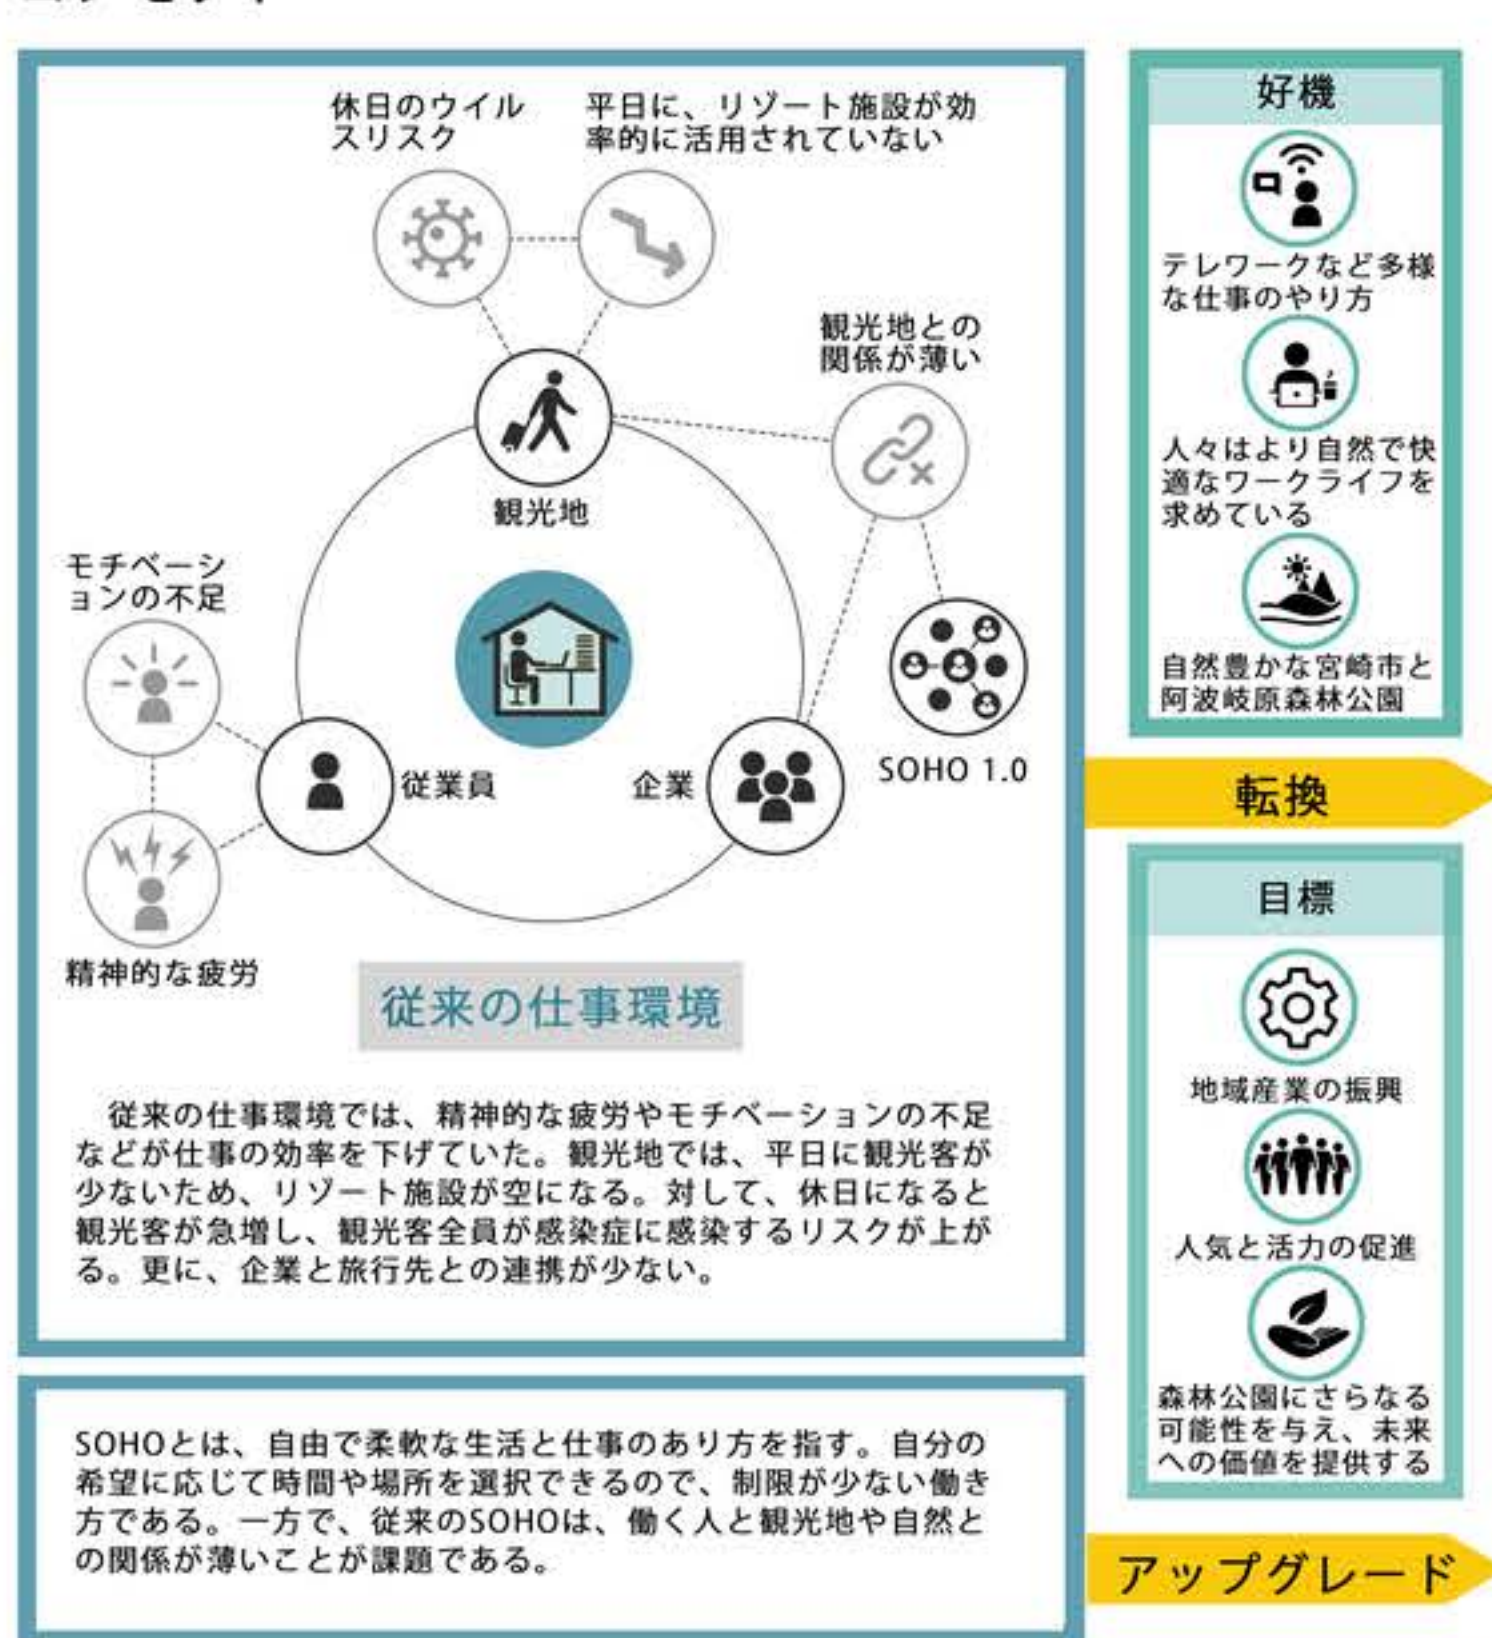 休日のウイル
スリスク
平日に、リゾート施設が効
率的に活用されていない
観光地との
関係が薄い
観光地
モチベーシ
ョンの不足
従業員
企業
SOHO 1.0
精神的な疲労
従来の仕事環境
従来の仕事環境では、精神的な疲労やモチベーションの不足
などが仕事の効率を下げていた。観光地では、平日に観光客が
少ないため、リゾート施設が空になる。対して、休日になると
観光客が急増し、観光客全員が感染症に感染するリスクが上が
る。更に、企業と旅行先との連携が少ない。
SOHOとは、自由で柔軟な生活と仕事のあり方を指す。自分の
希望に応じて時間や場所を選択できるので、制限が少ない働き
方である。一方で、従来のSOHOは、働く人と観光地や自然と
の関係が薄いことが課題である。
好機
テレワークなど多様
な仕事のやり方
人々はより自然で快
適なワークライフを
求めている
自然豊かな宮崎市と
阿波岐原森林公園
転換
目標
地域産業の振興
人気と活力の促進
森林公園にさらなる
可能性を与え、未来
への価値を提供する
アップグレード